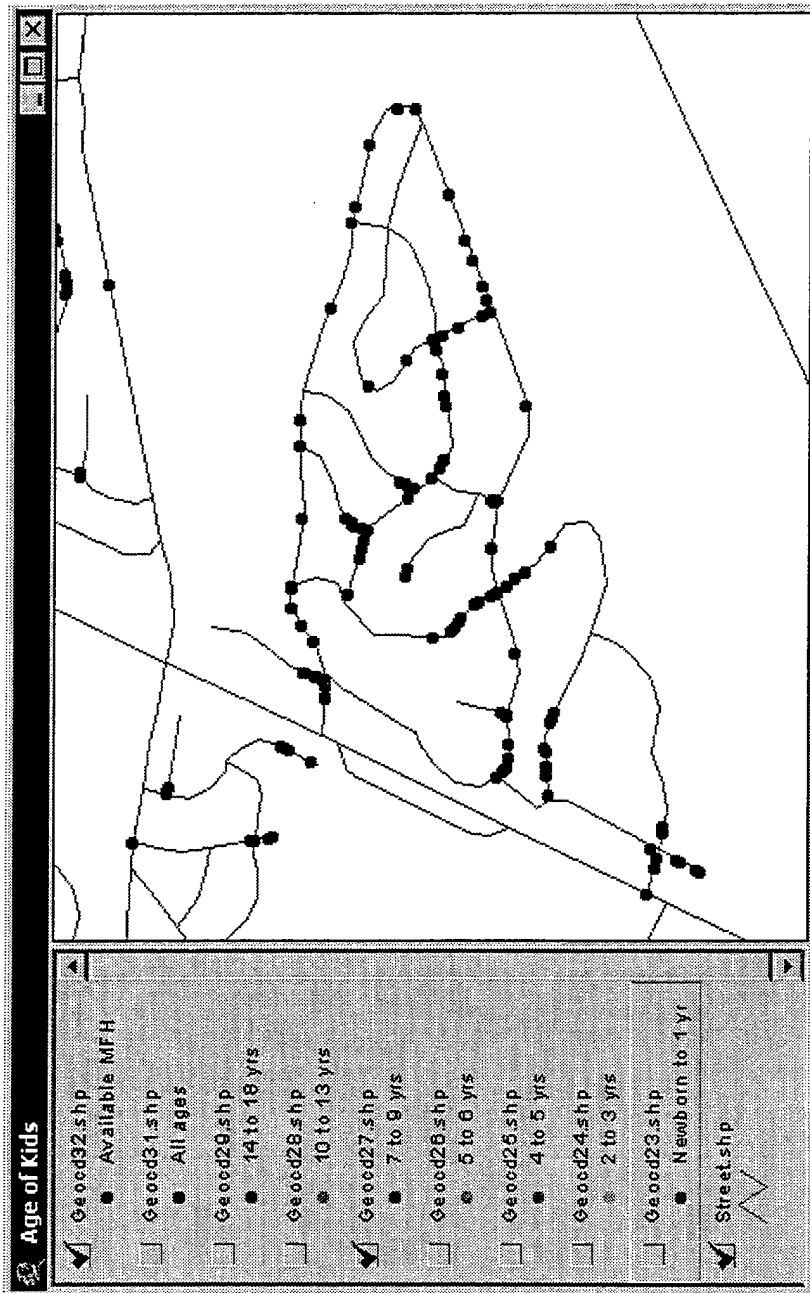 Age of Kids
Geocd32.shp
Available MFH
Geocd31.shp
All ages
Geocd29.shp
14 to 18 yrs
Geocd28.shp
10 to 13 yrs
Geocd27.shp
7 to 9 yrs
Geocd26.shp
5 to 6 yrs
Geocd25.shp
4 to 5 yrs
Geocd24.shp
2 to 3 yrs
Geocd23.shp
Newborn to 1 yr
Street.shp